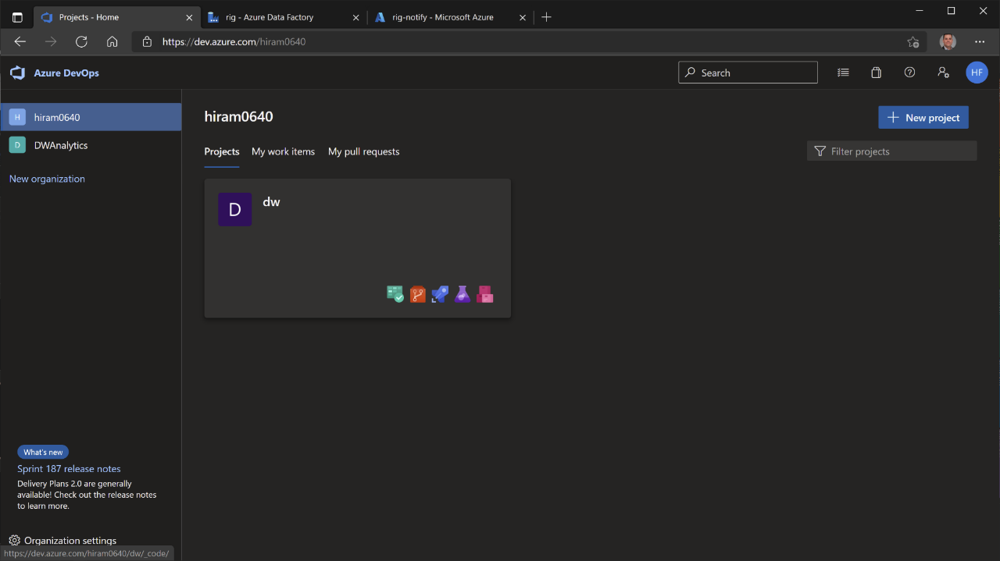 Projects - Home
rig - Azure Data Factory
rig-notify - Microsoft Azure
https://dev.azure.com/hiram0640
Azure DevOps
Search
HF
H
hiram0640
D
DWAnalytics
New organization
hiram0640
New project
Projects
My work items
My pull requests
Filter projects
D
dw
What's new
Sprint 187 release notes
Delivery Plans 2.0 are generally
available! Check out the release notes
to learn more.
Organization settings
https://dev.azure.com/hiram0640/dw/_code/